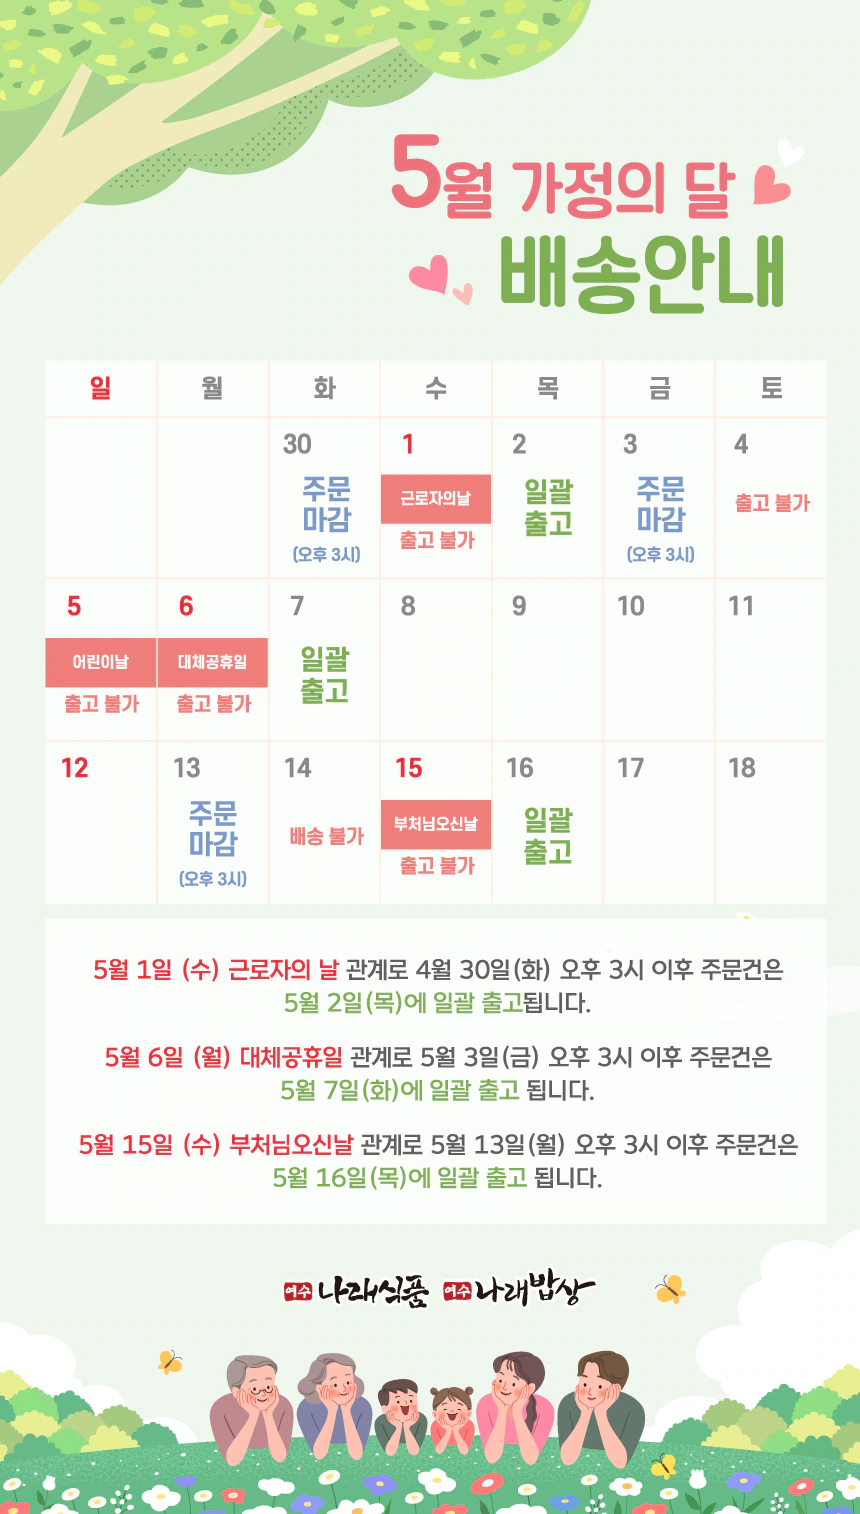 5월 가정의 달
배송안내
일 월 화 수 목 금 토
30 1 2 3 4
주문 마감 (오후 3시)
근로자의날
출고 불가
일괄 출고
주문 마감 (오후 3시)
출고 불가
5 6 7 8 9 10 11
어린이날
출고 불가
대체공휴일
출고 불가
일괄 출고
12 13 14 15 16 17 18
주문 마감 (오후 3시)
배송 불가
부처님오신날
출고 불가
일괄 출고
5월 1일 (수) 근로자의 날 관계로 4월 30일(화) 오후 3시 이후 주문건은
5월 2일(목)에 일괄 출고됩니다.
5월 6일 (월) 대체공휴일 관계로 5월 3일(금) 오후 3시 이후 주문건은
5월 7일(화)에 일괄 출고 됩니다.
5월 15일 (수) 부처님오신날 관계로 5월 13일(월) 오후 3시 이후 주문건은
5월 16일(목)에 일괄 출고 됩니다.
여수 나래식품 여수 나래밥상